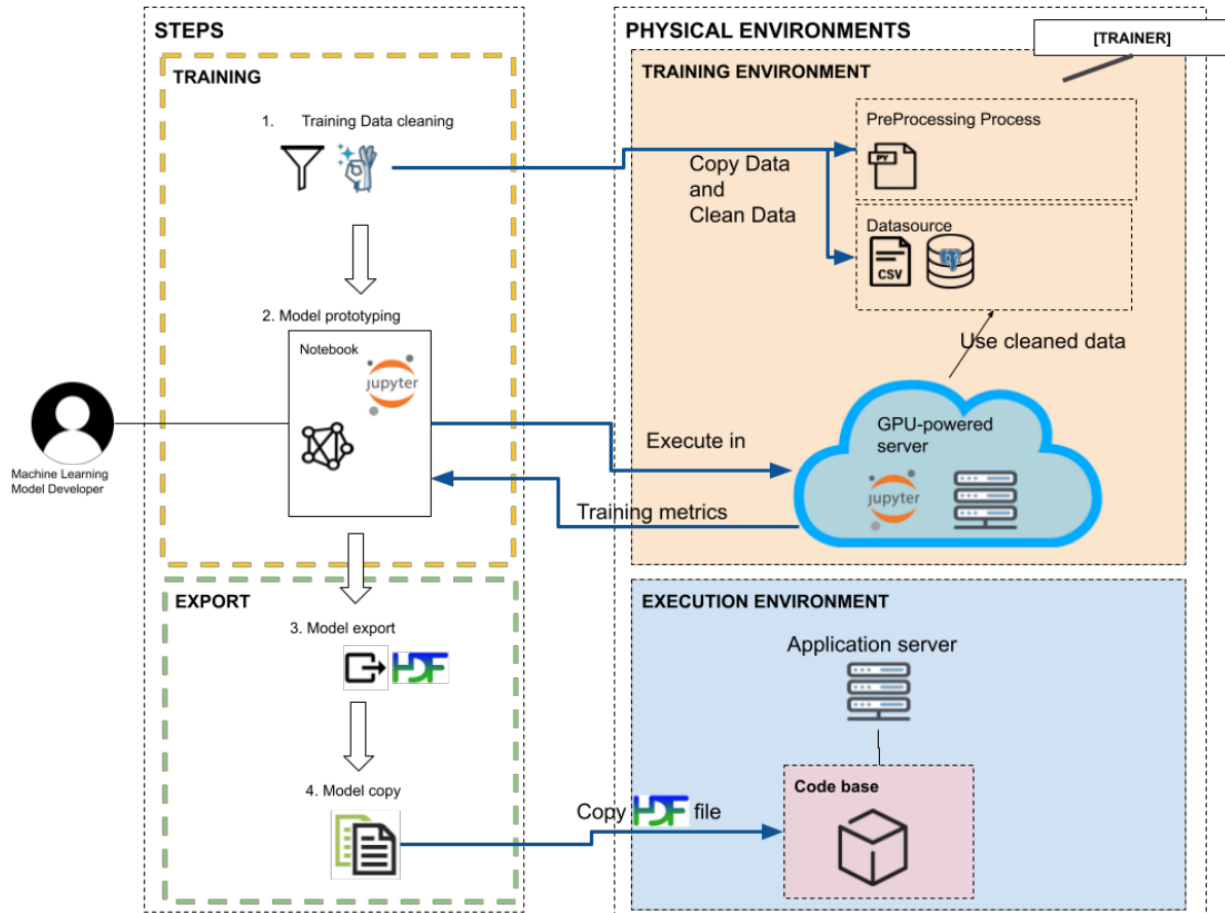 STEPS
TRAINING
1. Training Data cleaning
2. Model prototyping
Notebook
jupyter
Machine Learning
Model Developer
EXPORT
3. Model export
HDF
4. Model copy
PHYSICAL ENVIRONMENTS
[TRAINER]
TRAINING ENVIRONMENT
PreProcessing Process
PY
Copy Data
and
Clean Data
Datasource
CSV
Use cleaned data
GPU-powered
server
jupyter
Execute in
Training metrics
EXECUTION ENVIRONMENT
Application server
Code base
Copy HDF file